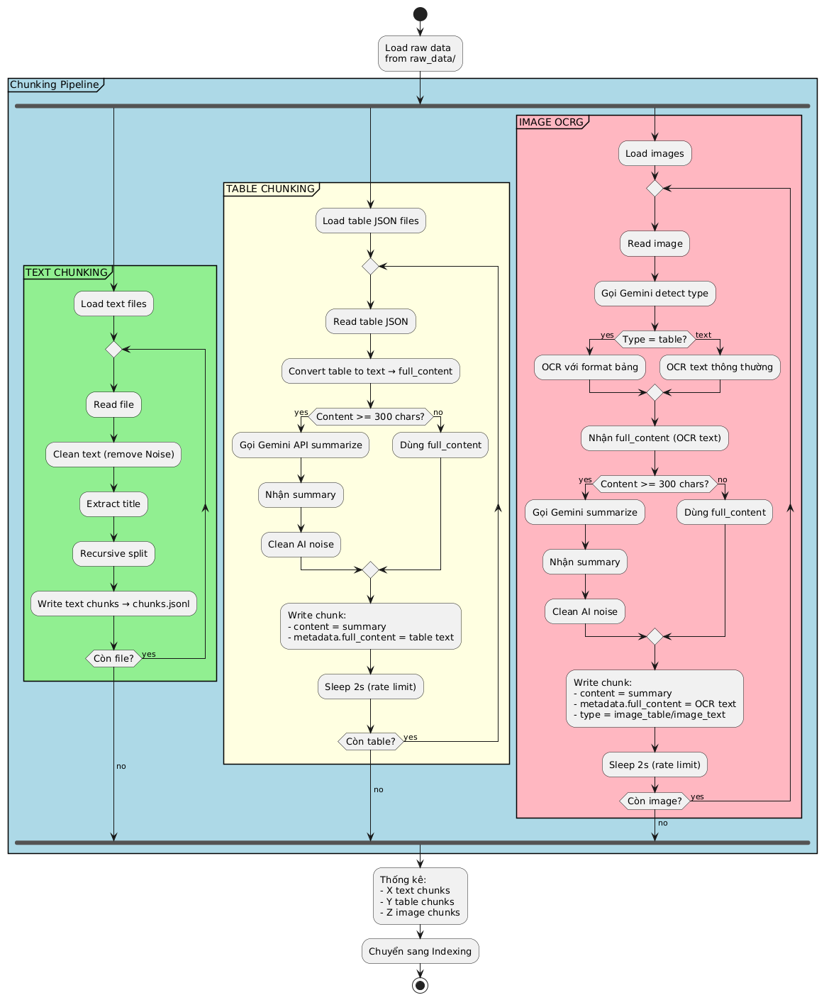 Load raw data
from raw_data/
Chunking Pipeline
TEXT CHUNKING
Load text files
Read file
Clean text (remove Noise)
Extract title
Recursive split
Write text chunks → chunks.jsonl
Còn file?
yes
no
TABLE CHUNKING
Load table JSON files
Read table JSON
Convert table to text → full_content
Content >= 300 chars?
yes
no
Gọi Gemini API summarize
Nhận summary
Clean AI noise
Dùng full_content
Write chunk:
- content = summary
- metadata.full_content = table text
Sleep 2s (rate limit)
Còn table?
yes
no
IMAGE OCRG
Load images
Read image
Gọi Gemini detect type
Type = table?
yes
text
OCR với format bảng
OCR text thông thường
Nhận full_content (OCR text)
Content >= 300 chars?
yes
no
Gọi Gemini summarize
Nhận summary
Clean AI noise
Dùng full_content
Write chunk:
- content = summary
- metadata.full_content = OCR text
- type = image_table/image_text
Sleep 2s (rate limit)
Còn image?
yes
no
Thống kê:
- X text chunks
- Y table chunks
- Z image chunks
Chuyển sang Indexing